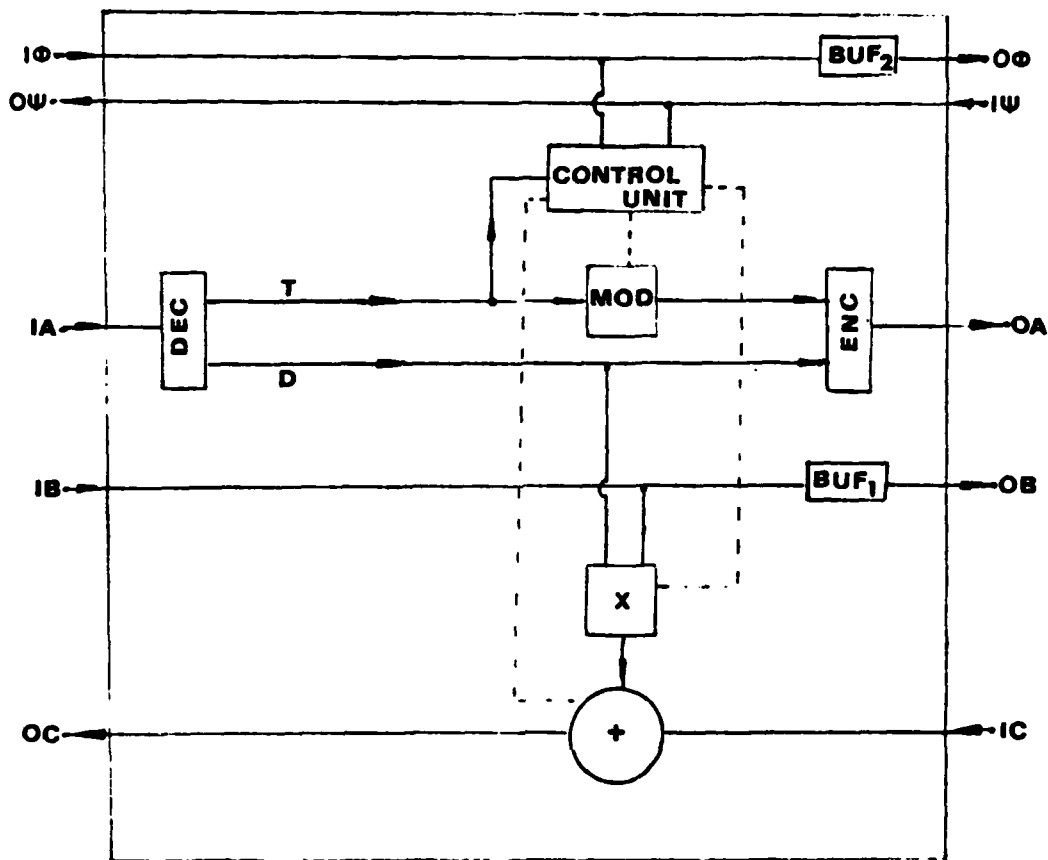 IΦ
BUF2
OΦ
OΨ
IΨ
CONTROL
UNIT
T
MOD
DEC
ENC
IA
OA
D
IB
BUF1
OB
X
OC
+
IC